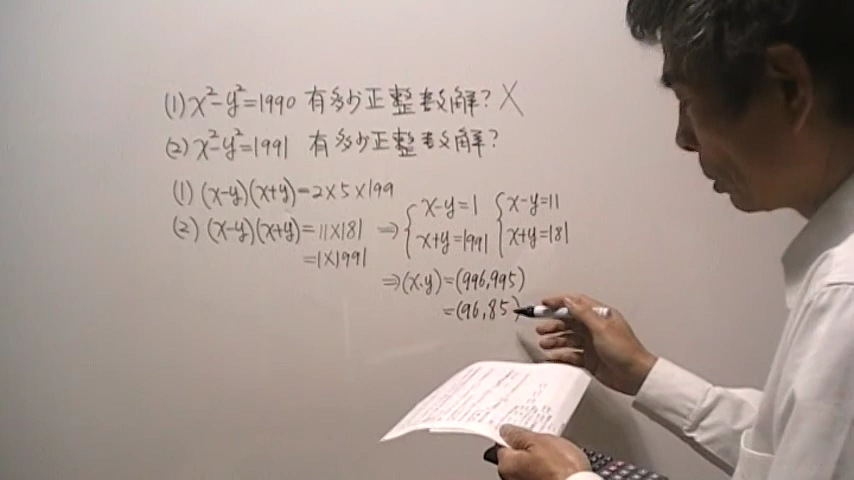 (1) x²-y²=1990 有多少正整數解? X
(2) x²-y²=1991 有多少正整數解?
(1) (x-y)(x+y)=2×5×199
(2) (x-y)(x+y)=11×181 ⇒ { x-y=1 { x-y=11
=1×1991 x+y=1991 x+y=181
⇒(x.y)=(996,995)
=(96,85)